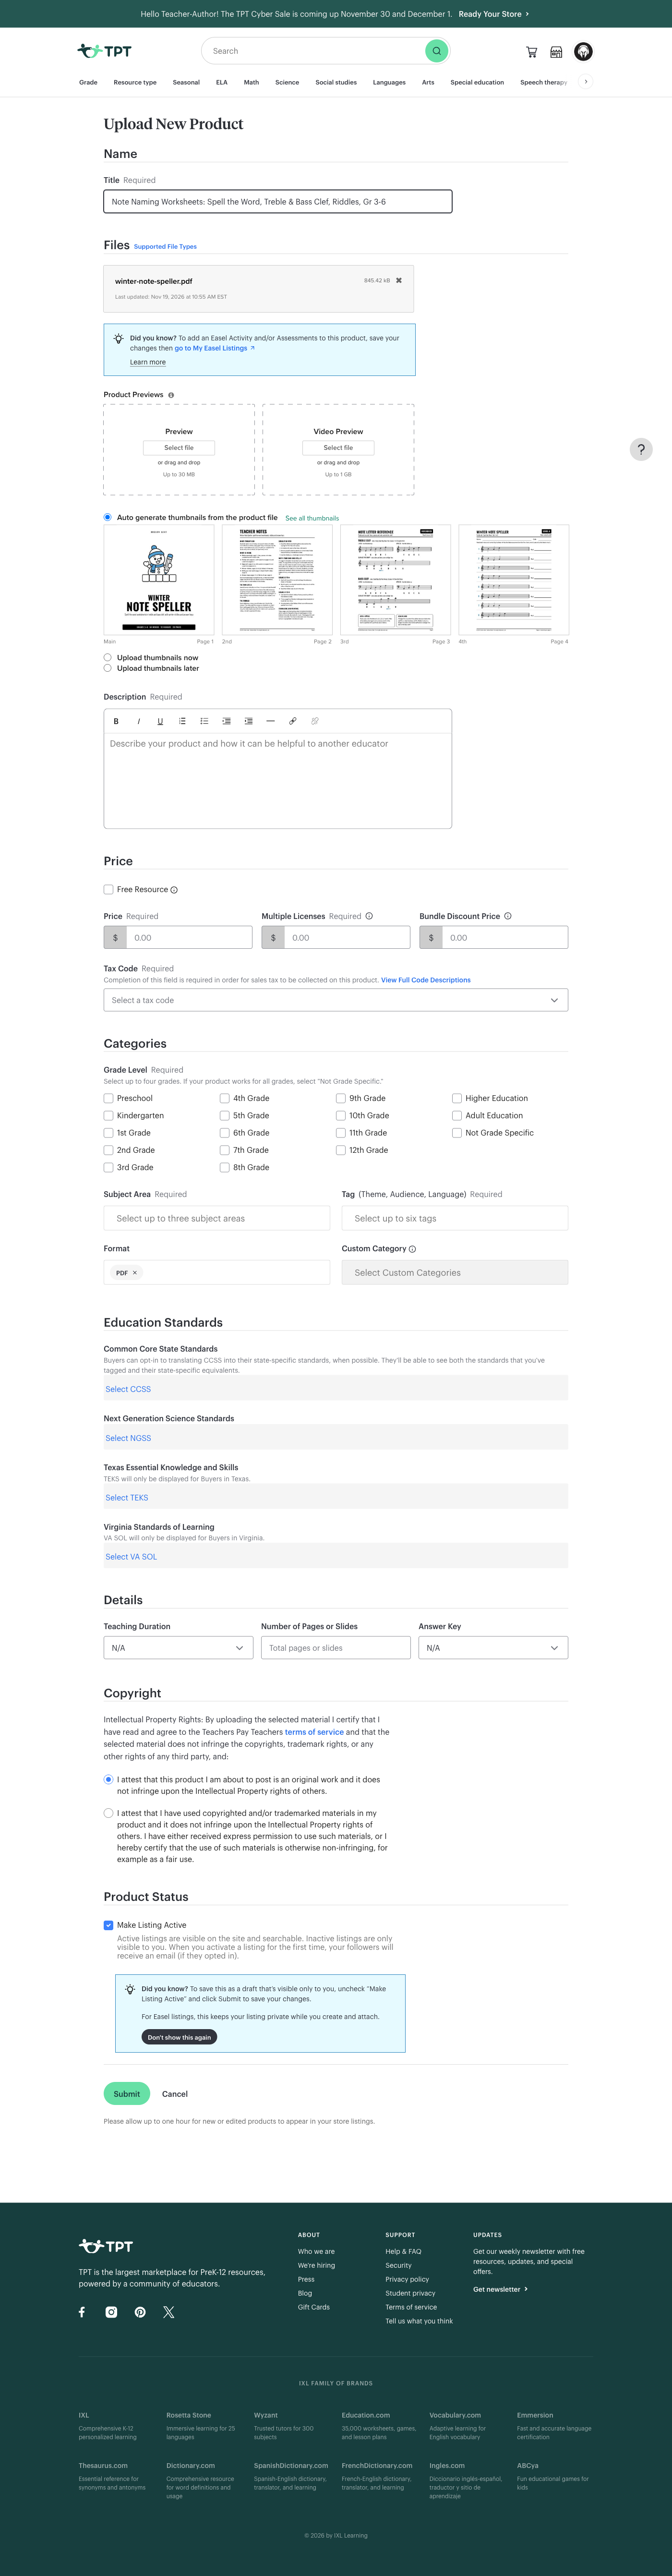 Hello Teacher-Author! The TPT Cyber Sale is coming up November 30 and December 1. Ready Your Store
TPT
Search
Grade Resource type Seasonal ELA Math Science Social studies Languages Arts Special education Speech therapy
Upload New Product
Name
Title Required
Note Naming Worksheets: Spell the Word, Treble & Bass Clef, Riddles, Gr 3-6
Files Supported File Types
winter-note-speller.pdf 845.42 kB
Last updated: Nov 19, 2026 at 10:55 AM EST
Did you know? To add an Easel Activity and/or Assessments to this product, save your
changes then go to My Easel Listings
Learn more
Product Previews
Preview Video Preview
Select file Select file
or drag and drop or drag and drop
Up to 30 MB Up to 1 GB
Auto generate thumbnails from the product file See all thumbnails
WINTER
NOTE SPELLER
TEACHER NOTES
NOTE LETTER REFERENCE
WINTER NOTE SPELLER
Main Page 1 2nd Page 2 3rd Page 3 4th Page 4
Upload thumbnails now
Upload thumbnails later
Description Required
B I U
Describe your product and how it can be helpful to another educator
Price
Free Resource
Price Required Multiple Licenses Required Bundle Discount Price
$ 0.00 $ 0.00 $ 0.00
Tax Code Required
Completion of this field is required in order for sales tax to be collected on this product. View Full Code Descriptions
Select a tax code
Categories
Grade Level Required
Select up to four grades. If your product works for all grades, select "Not Grade Specific."
Preschool 4th Grade 9th Grade Higher Education
Kindergarten 5th Grade 10th Grade Adult Education
1st Grade 6th Grade 11th Grade Not Grade Specific
2nd Grade 7th Grade 12th Grade
3rd Grade 8th Grade
Subject Area Required Tag (Theme, Audience, Language) Required
Select up to three subject areas Select up to six tags
Format Custom Category
PDF Select Custom Categories
Education Standards
Common Core State Standards
Buyers can opt-in to translating CCSS into their state-specific standards, when possible. They'll be able to see both the standards that you've
tagged and their state-specific equivalents.
Select CCSS
Next Generation Science Standards
Select NGSS
Texas Essential Knowledge and Skills
TEKS will only be displayed for Buyers in Texas.
Select TEKS
Virginia Standards of Learning
VA SOL will only be displayed for Buyers in Virginia.
Select VA SOL
Details
Teaching Duration Number of Pages or Slides Answer Key
N/A Total pages or slides N/A
Copyright
Intellectual Property Rights: By uploading the selected material I certify that I
have read and agree to the Teachers Pay Teachers terms of service and that the
selected material does not infringe the copyrights, trademark rights, or any
other rights of any third party, and:
I attest that this product I am about to post is an original work and it does
not infringe upon the Intellectual Property rights of others.
I attest that I have used copyrighted and/or trademarked materials in my
product and it does not infringe upon the Intellectual Property rights of
others. I have either received express permission to use such materials, or I
hereby certify that the use of such materials is otherwise non-infringing, for
example as a fair use.
Product Status
Make Listing Active
Active listings are visible on the site and searchable. Inactive listings are only
visible to you. When you activate a listing for the first time, your followers will
receive an email (if they opted in).
Did you know? To save this as a draft that's visible only to you, uncheck "Make
Listing Active" and click Submit to save your changes.
For Easel listings, this keeps your listing private while you create and attach.
Don't show this again
Submit Cancel
Please allow up to one hour for new or edited products to appear in your store listings.
?
TPT
TPT is the largest marketplace for PreK-12 resources,
powered by a community of educators.
ABOUT
Who we are
We're hiring
Press
Blog
Gift Cards
SUPPORT
Help & FAQ
Security
Privacy policy
Student privacy
Terms of service
Tell us what you think
UPDATES
Get our weekly newsletter with free
resources, updates, and special
offers.
Get newsletter
IXL FAMILY OF BRANDS
IXL
Comprehensive K-12
personalized learning
Rosetta Stone
Immersive learning for 25
languages
Wyzant
Trusted tutors for 300
subjects
Education.com
35,000 worksheets, games,
and lesson plans
Vocabulary.com
Adaptive learning for
English vocabulary
Emmersion
Fast and accurate language
certification
Thesaurus.com
Essential reference for
synonyms and antonyms
Dictionary.com
Comprehensive resource
for word definitions and
usage
SpanishDictionary.com
Spanish-English dictionary,
translator, and learning
FrenchDictionary.com
French-English dictionary,
translator, and learning
Ingles.com
Diccionario inglés-español,
traductor y sitio de
aprendizaje
ABCya
Fun educational games for
kids
© 2026 by IXL Learning